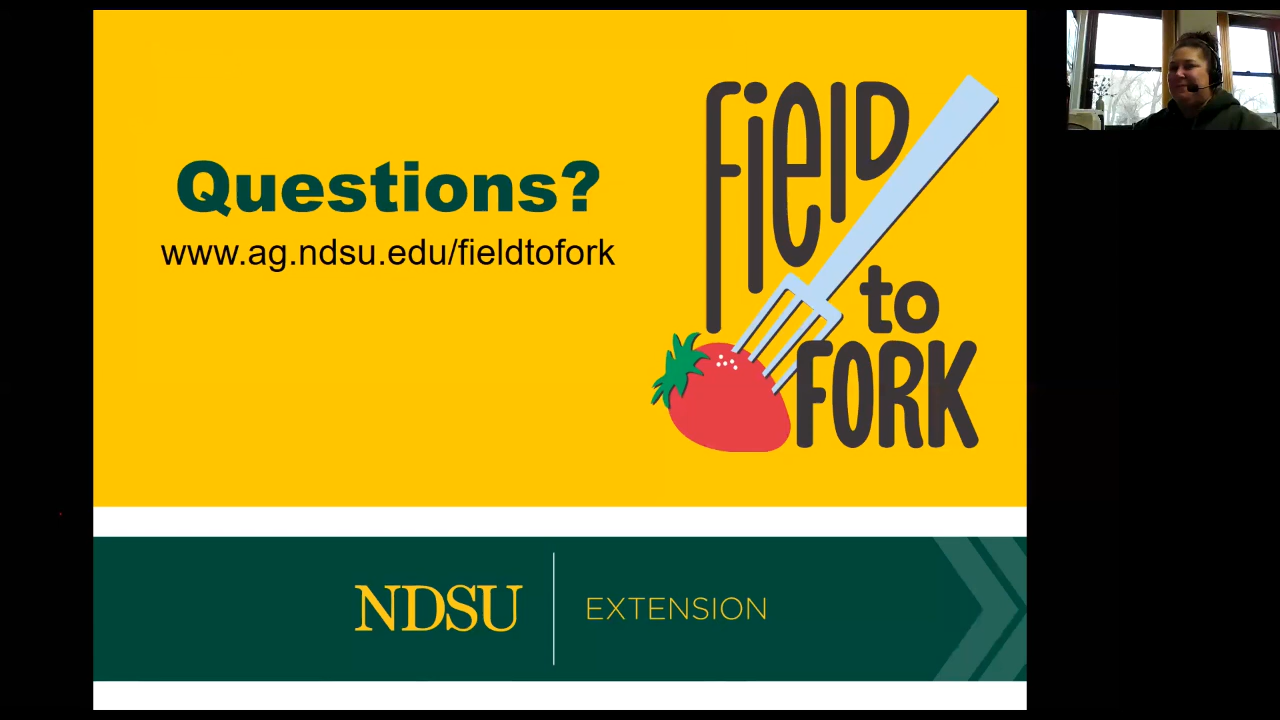 Questions?
www.ag.ndsu.edu/fieldtofork
FieLD
to
FORK
NDSU
EXTENSION